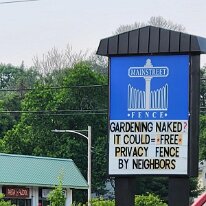 MAINSTREET
FENCE
GARDENING NAKED?
IT COULD = *FREE*
PRIVACY FENCE
BY NEIGHBORS